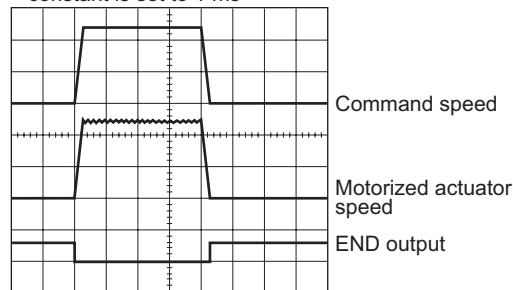 constant is set to 1 ms
Command speed
Motorized actuator
speed
END output